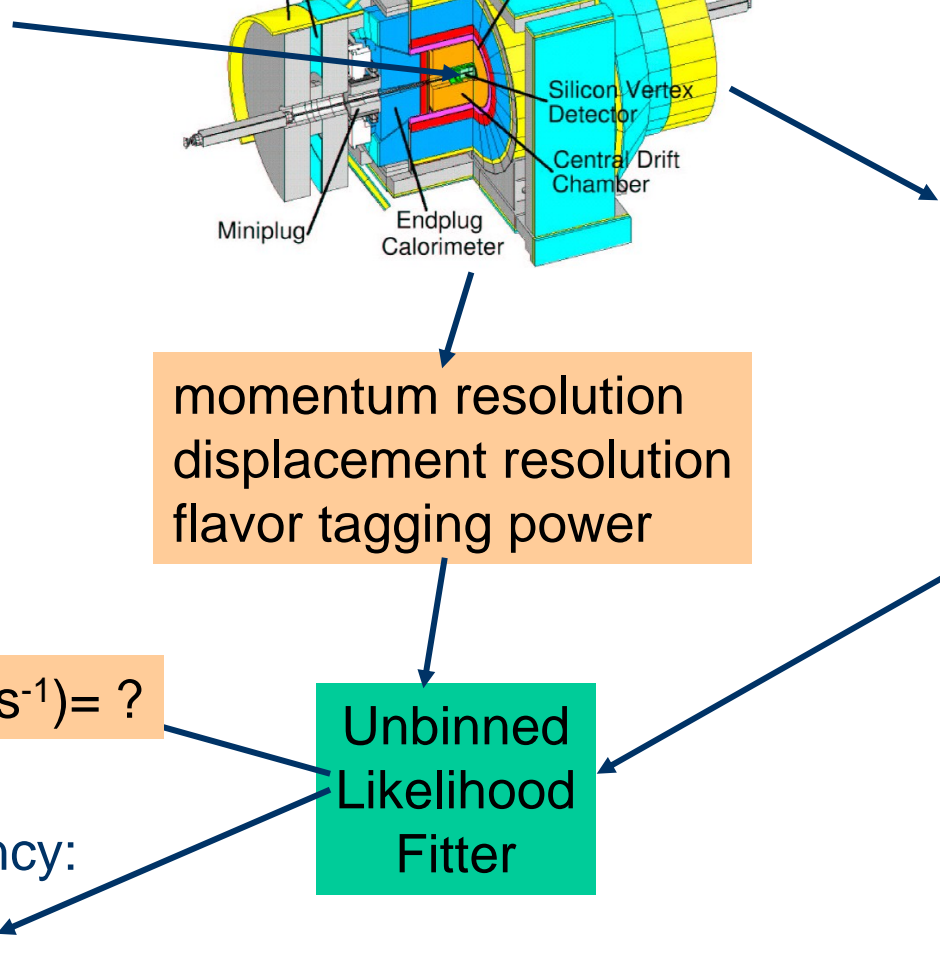 Silicon Vertex
Detector
Central Drift
Chamber
Miniplug
Endplug
Calorimeter
momentum resolution
displacement resolution
flavor tagging power
s⁻¹)= ?
Unbinned
Likelihood
Fitter
ncy: